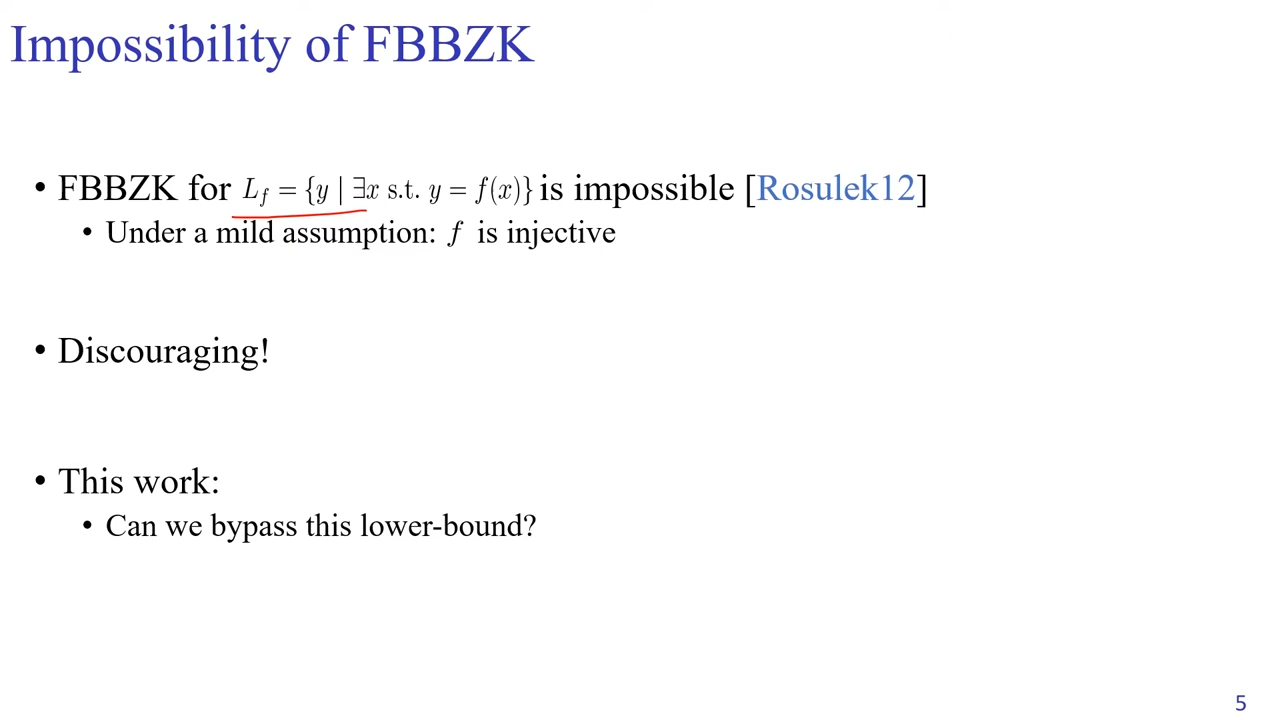 Impossibility of FBBZK
• FBBZK for L_f = {y | ∃x s.t. y = f(x)} is impossible [Rosulek12]
• Under a mild assumption: f is injective
• Discouraging!
• This work:
• Can we bypass this lower-bound?
5